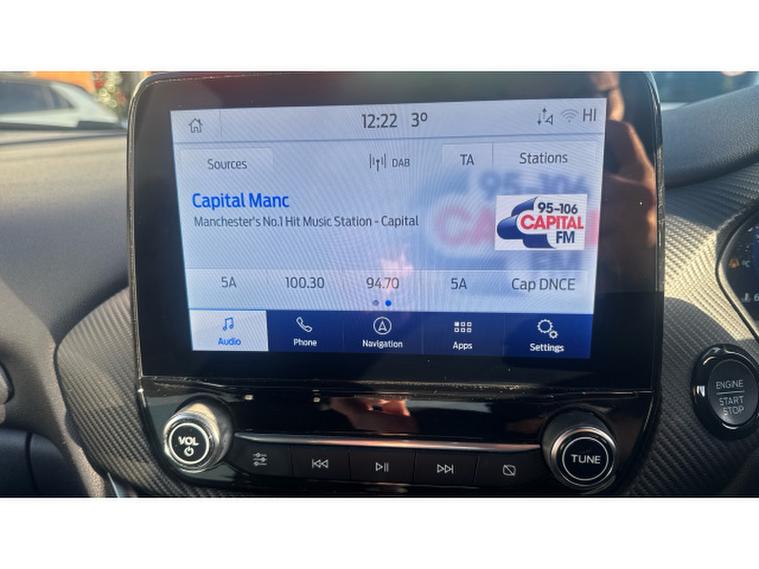 12:22 3° HI
Sources DAB TA Stations
Capital Manc
Manchester's No.1 Hit Music Station - Capital
95-106
CAPITAL
FM
5A 100.30 94.70 5A Cap DNCE
Audio Phone Navigation Apps Settings
ENGINE
START
STOP
VOL
TUNE